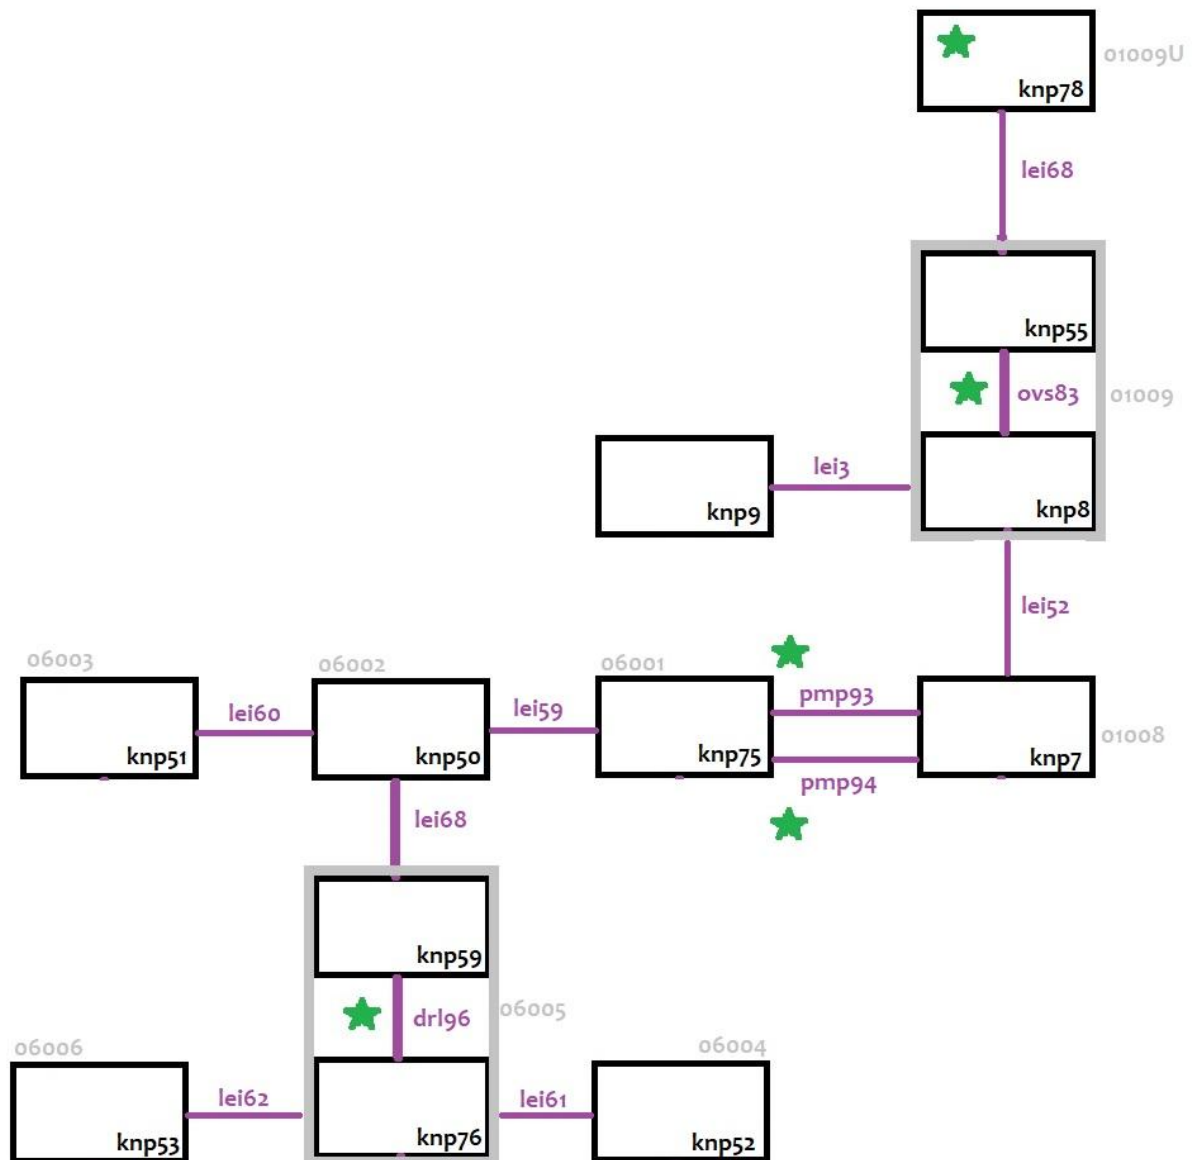 01009U
knp78
lei68
knp55
ovs83
01009
lei3
knp9
knp8
lei52
06003
06002
06001
pmp93
lei60
lei59
knp51
knp50
knp75
knp7
01008
pmp94
lei68
knp59
drl96
06005
06006
06004
lei62
lei61
knp53
knp76
knp52